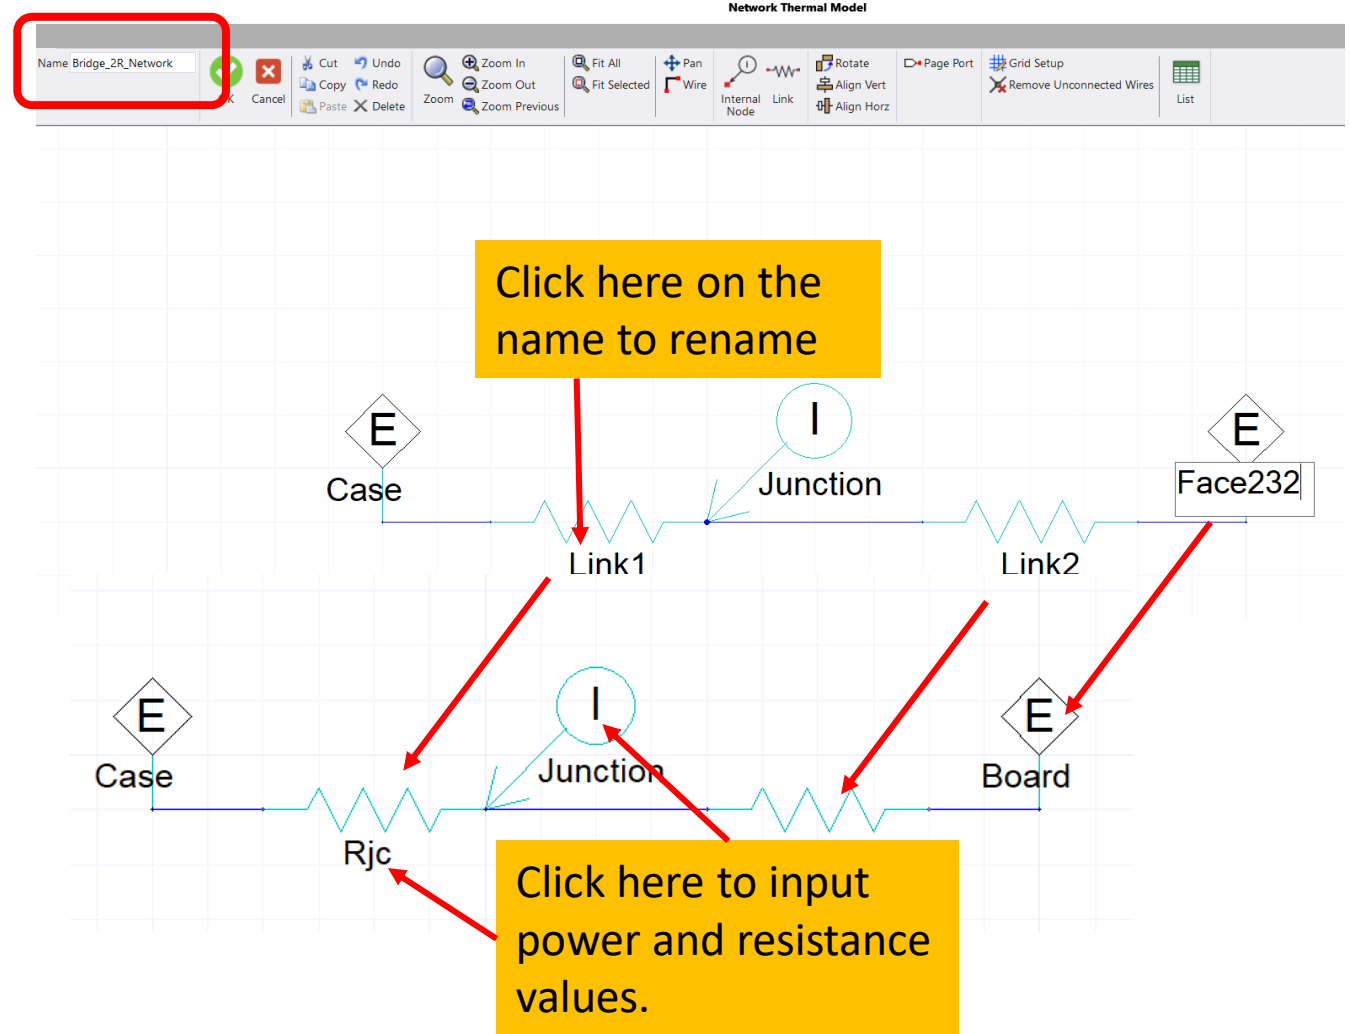 Network Thermal Model
Name Bridge_2R_Network
Cancel
Cut
Copy
Paste
Undo
Redo
Delete
Zoom
Zoom In
Zoom Out
Zoom Previous
Fit All
Fit Selected
Pan
Wire
Internal
Node
Link
Rotate
Align Vert
Align Horz
Page Port
Grid Setup
Remove Unconnected Wires
List
Click here on the
name to rename
E
Case
I
Junction
E
Face232
Link1
Link2
E
Case
I
Junction
E
Board
Rjc
Click here to input
power and resistance
values.